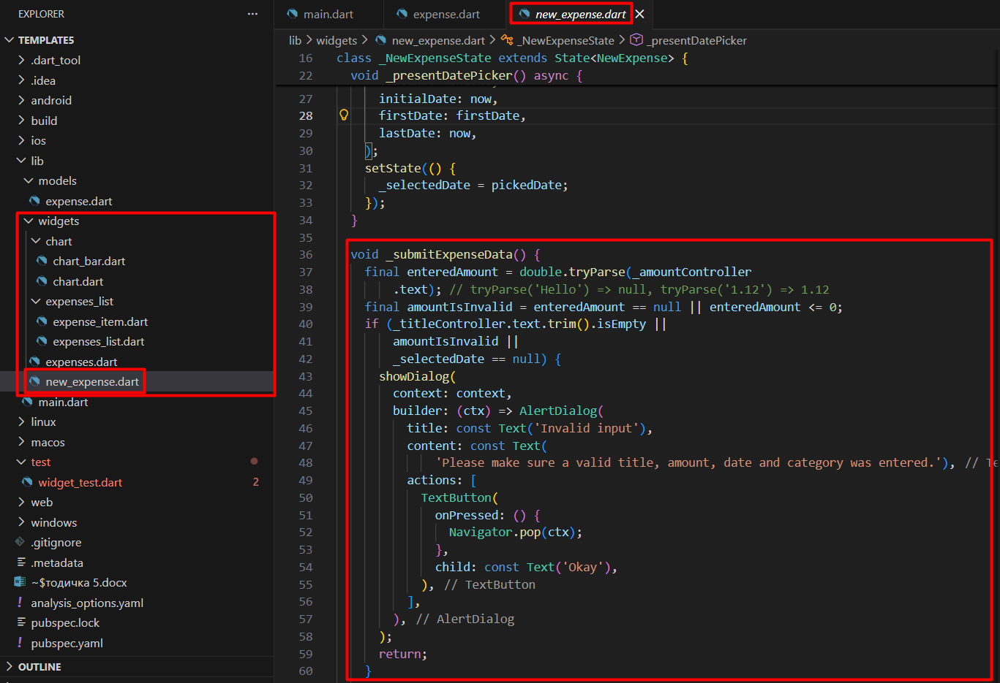 EXPLORER
TEMPLATE5
.dart_tool
.idea
android
build
ios
lib
models
expense.dart
widgets
chart
chart_bar.dart
chart.dart
expenses_list
expense_item.dart
expenses_list.dart
expenses.dart
new_expense.dart
main.dart
linux
macos
test
widget_test.dart 2
web
windows
.gitignore
.metadata
~$тодичка 5.docx
analysis_options.yaml
pubspec.lock
pubspec.yaml
OUTLINE
main.dart expense.dart new_expense.dart
lib > widgets > new_expense.dart > _NewExpenseState > _presentDatePicker
16 class _NewExpenseState extends State<NewExpense> {
22 void _presentDatePicker() async {
27 initialDate: now,
28 firstDate: firstDate,
29 lastDate: now,
30 );
31 setState(() {
32 _selectedDate = pickedDate;
33 });
34 }
35
36 void _submitExpenseData() {
37 final enteredAmount = double.tryParse(_amountController
38 .text); // tryParse('Hello') => null, tryParse('1.12') => 1.12
39 final amountIsInvalid = enteredAmount == null || enteredAmount <= 0;
40 if (_titleController.text.trim().isEmpty ||
41 amountIsInvalid ||
42 _selectedDate == null) {
43 showDialog(
44 context: context,
45 builder: (ctx) => AlertDialog(
46 title: const Text('Invalid input'),
47 content: const Text(
48 'Please make sure a valid title, amount, date and category was entered.'), //
49 actions: [
50 TextButton(
51 onPressed: () {
52 Navigator.pop(ctx);
53 },
54 child: const Text('Okay'),
55 ), // TextButton
56 ],
57 ), // AlertDialog
58 );
59 return;
60 }